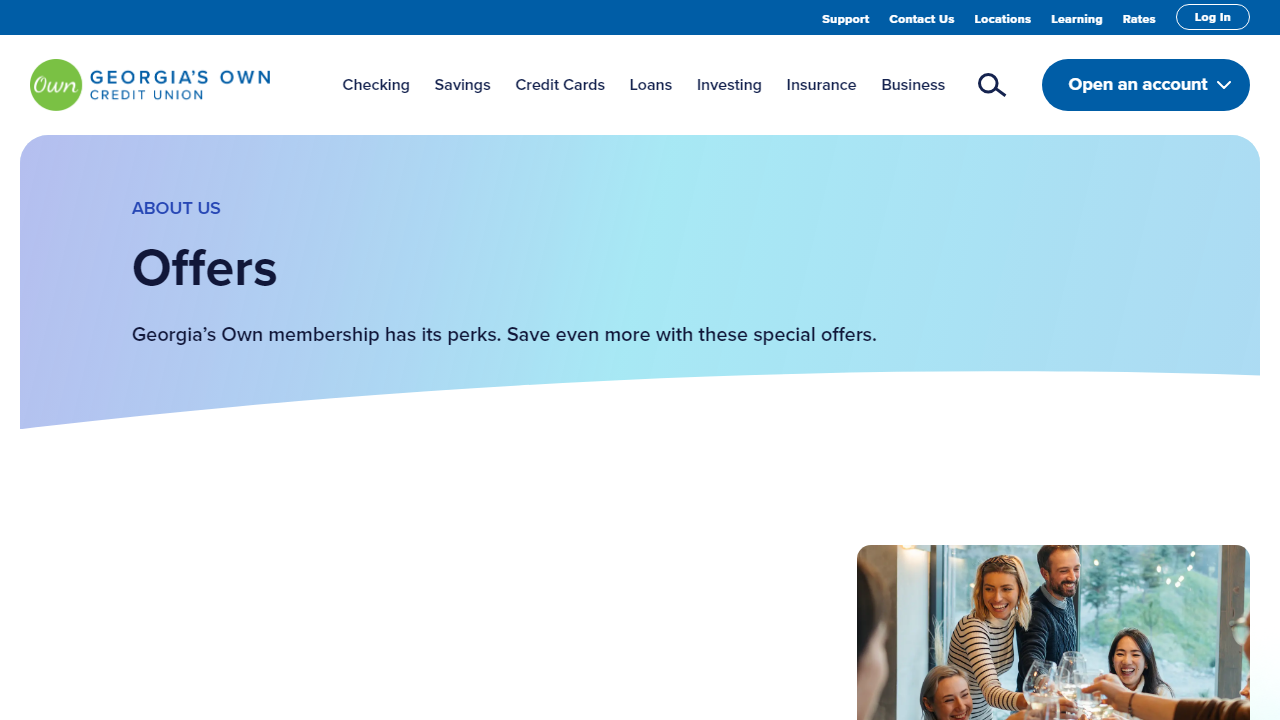 Support Contact Us Locations Learning Rates Log In
Own GEORGIA'S OWN
CREDIT UNION
Checking Savings Credit Cards Loans Investing Insurance Business
Open an account
ABOUT US
Offers
Georgia’s Own membership has its perks. Save even more with these special offers.